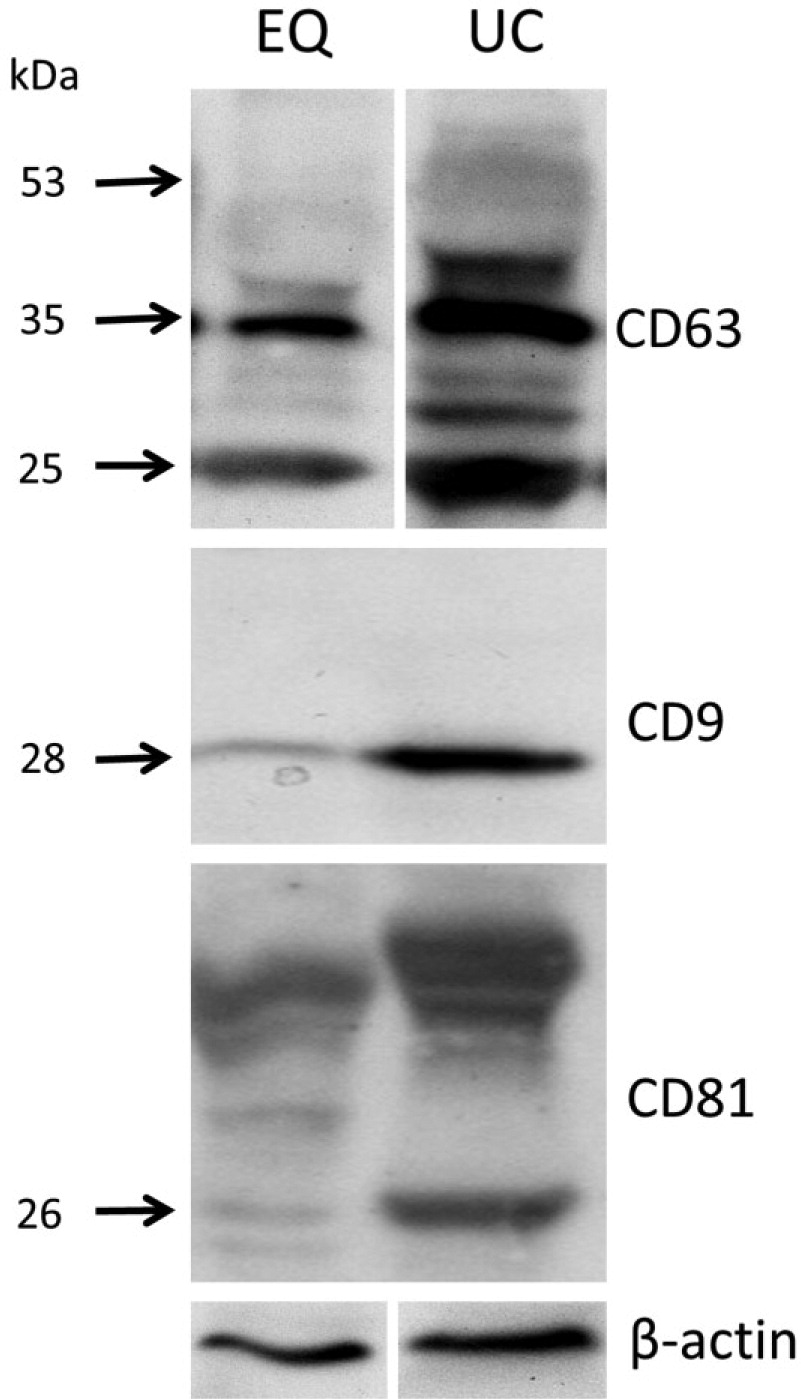 EQ UC
kDa
53
35 CD63
25
CD9
28
CD81
26
β-actin